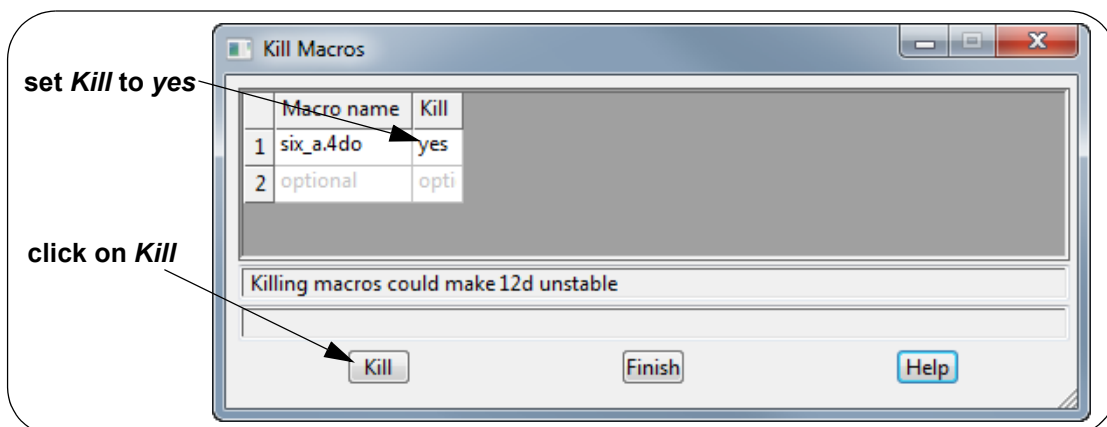 Kill Macros
set Kill to yes
Macro name Kill
1 six_a.4do yes
2 optional opti
click on Kill
Killing macros could make 12d unstable
Kill Finish Help